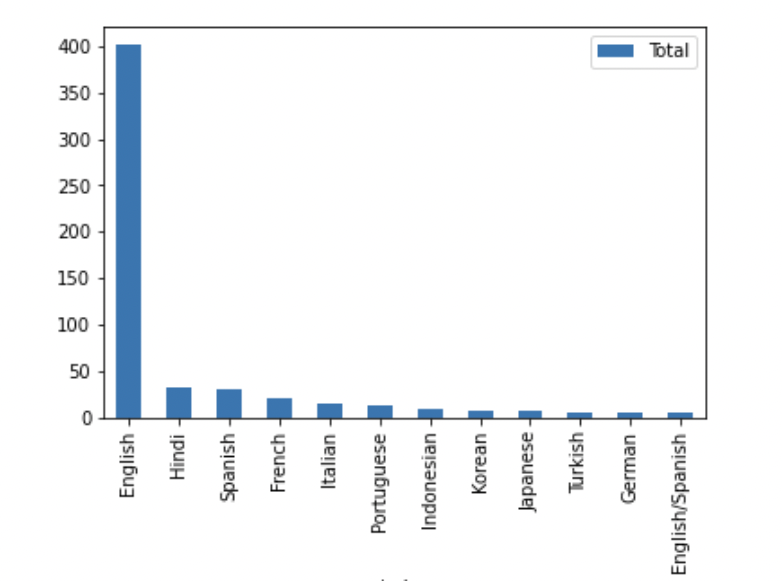 Total
400
350
300
250
200
150
100
50
0
English
Hindi
Spanish
French
Italian
Portuguese
Indonesian
Korean
Japanese
Turkish
German
English/Spanish